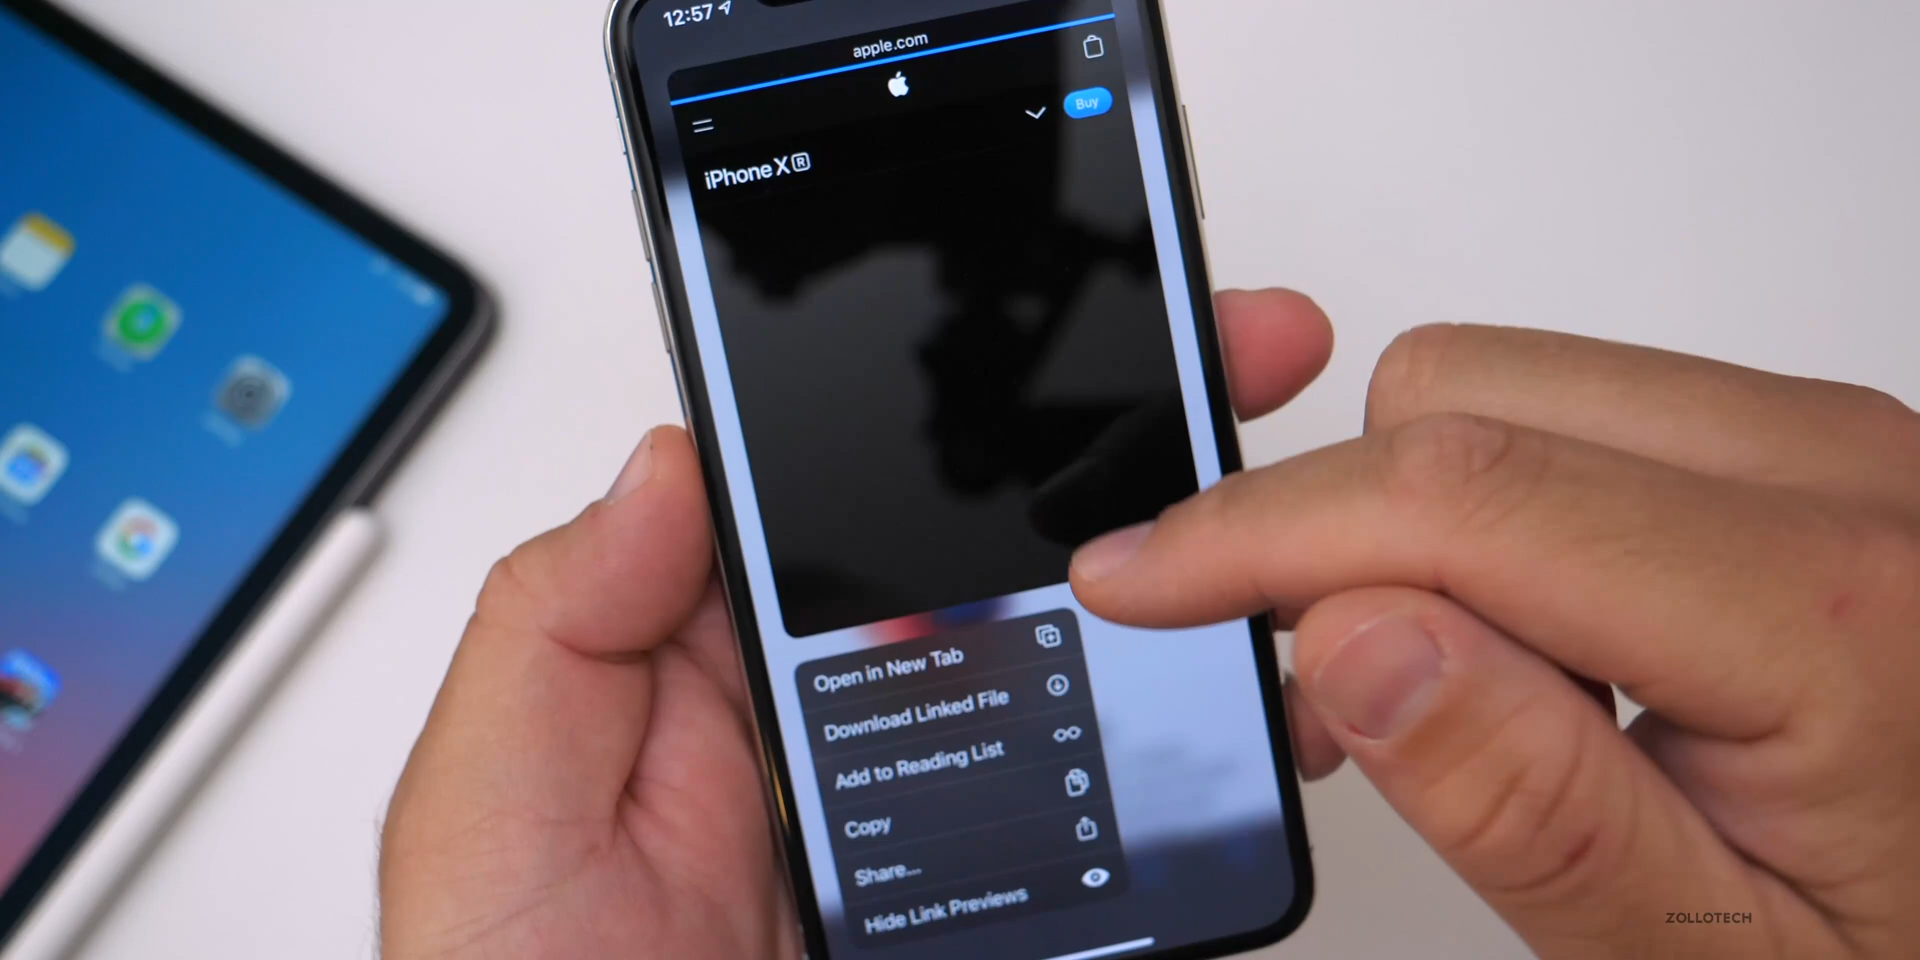 12:57
apple.com
Buy
iPhone XR
Open in New Tab
Download Linked File
Add to Reading List
Copy
Share...
Hide Link Previews
ZOLLOTECH